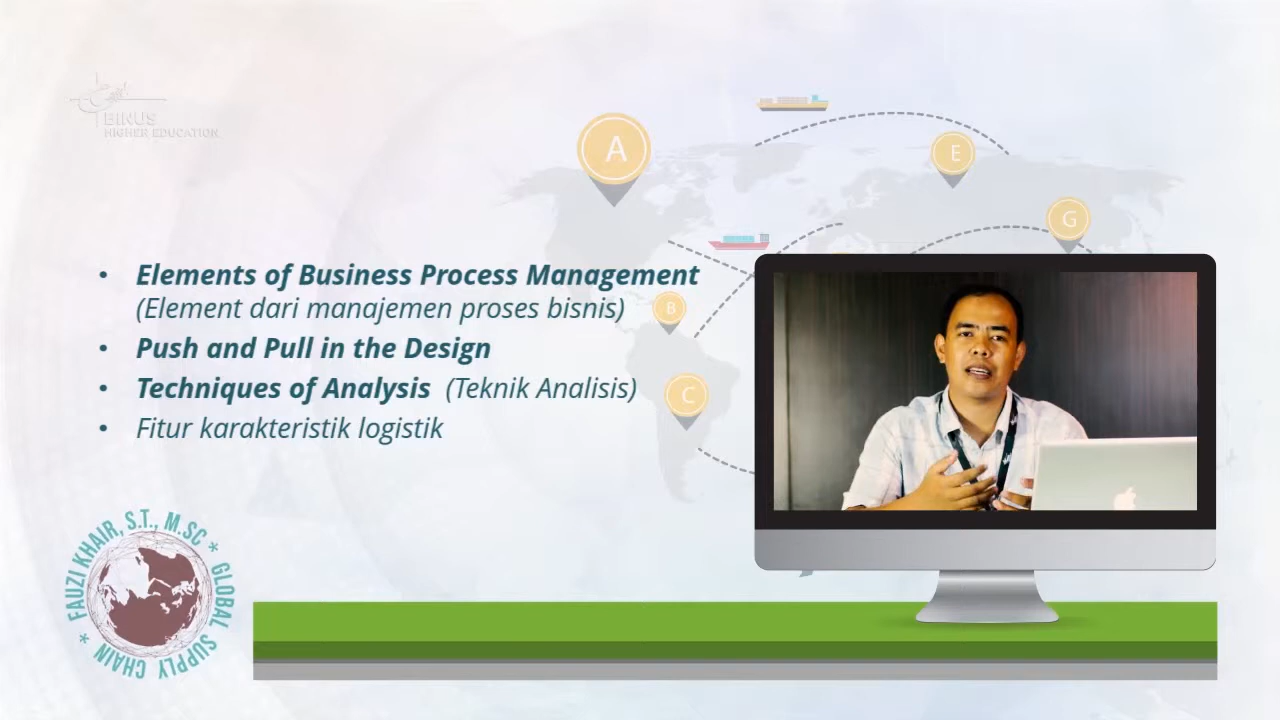 BINUS
HIGHER EDUCATION
A
E
G
• Elements of Business Process Management
(Element dari manajemen proses bisnis)
B
• Push and Pull in the Design
• Techniques of Analysis (Teknik Analisis)
C
• Fitur karakteristik logistik
FAUZI KHAIR, S.T., M.SC * GLOBAL SUPPLY CHAIN *